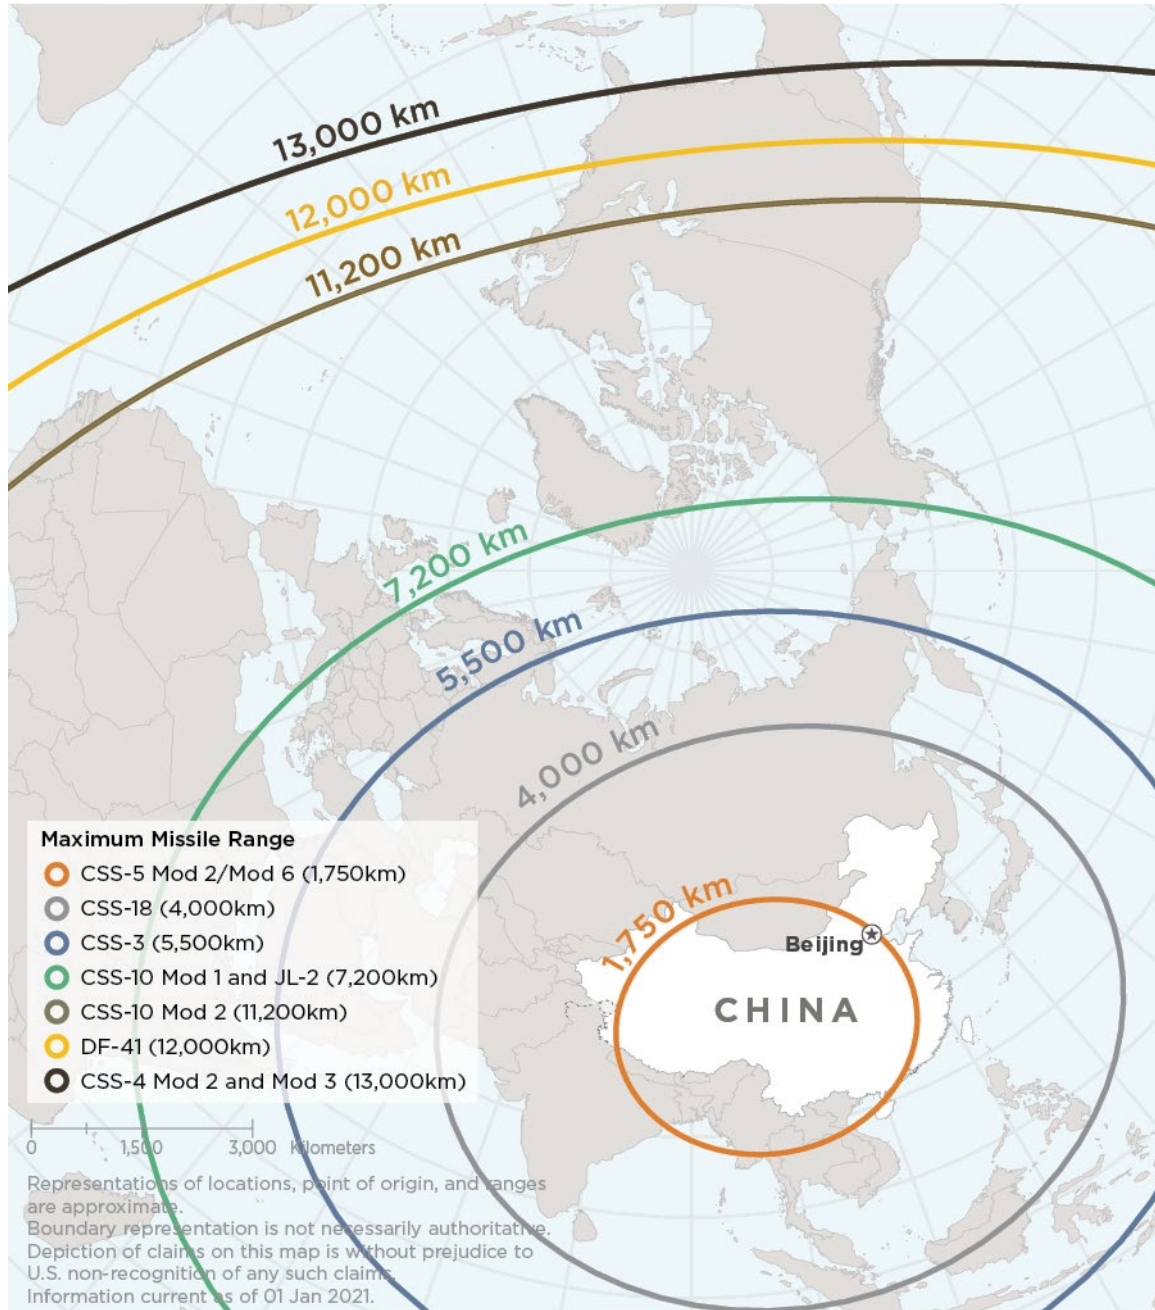 13,000 km
12,000 km
11,200 km
7,200 km
5,500 km
4,000 km
Maximum Missile Range
CSS-5 Mod 2/Mod 6 (1,750km)
CSS-18 (4,000km)
CSS-3 (5,500km)
CSS-10 Mod 1 and JL-2 (7,200km)
CSS-10 Mod 2 (11,200km)
DF-41 (12,000km)
CSS-4 Mod 2 and Mod 3 (13,000km)
1,750 km
Beijing
CHINA
0 1,500 3,000 Kilometers
Representations of locations, point of origin, and ranges
are approximate.
Boundary representation is not necessarily authoritative.
Depiction of claims on this map is without prejudice to
U.S. non-recognition of any such claims.
Information current as of 01 Jan 2021.